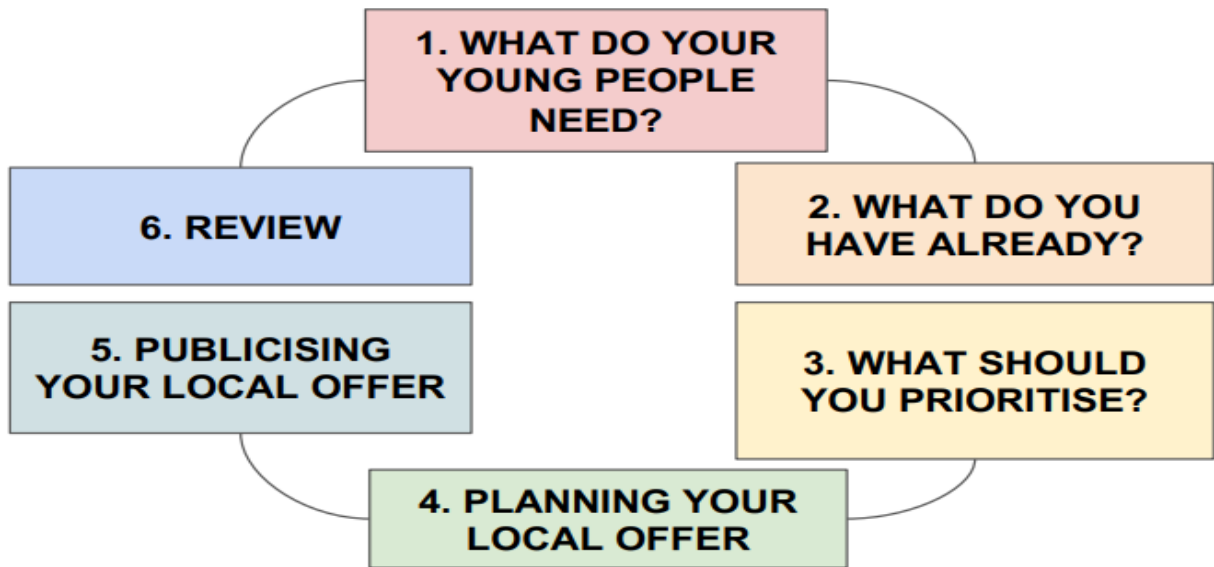 1. WHAT DO YOUR
YOUNG PEOPLE
NEED?
2. WHAT DO YOU
HAVE ALREADY?
3. WHAT SHOULD
YOU PRIORITISE?
4. PLANNING YOUR
LOCAL OFFER
5. PUBLICISING
YOUR LOCAL OFFER
6. REVIEW